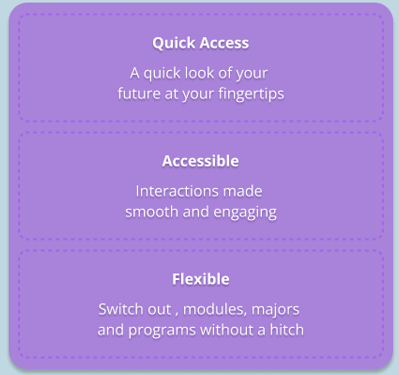 Quick Access
A quick look of your
future at your fingertips
Accessible
Interactions made
smooth and engaging
Flexible
Switch out , modules, majors
and programs without a hitch